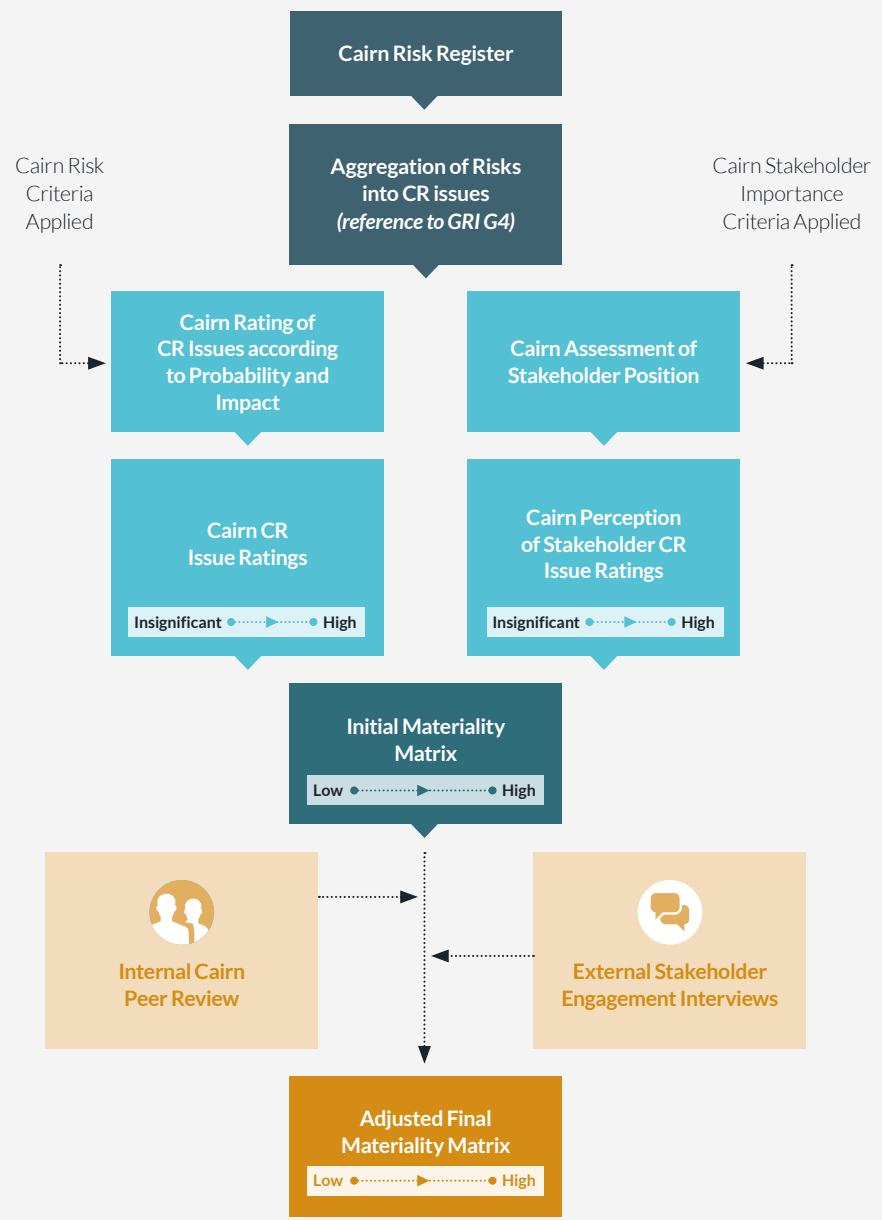 Cairn Risk Register
Aggregation of Risks
into CR issues
(reference to GRI G4)
Cairn Risk
Criteria
Applied
Cairn Stakeholder
Importance
Criteria Applied
Cairn Rating of
CR Issues according
to Probability and
Impact
Cairn Assessment of
Stakeholder Position
Cairn CR
Issue Ratings
Insignificant High
Cairn Perception
of Stakeholder CR
Issue Ratings
Insignificant High
Initial Materiality
Matrix
Low High
Internal Cairn
Peer Review
External Stakeholder
Engagement Interviews
Adjusted Final
Materiality Matrix
Low High